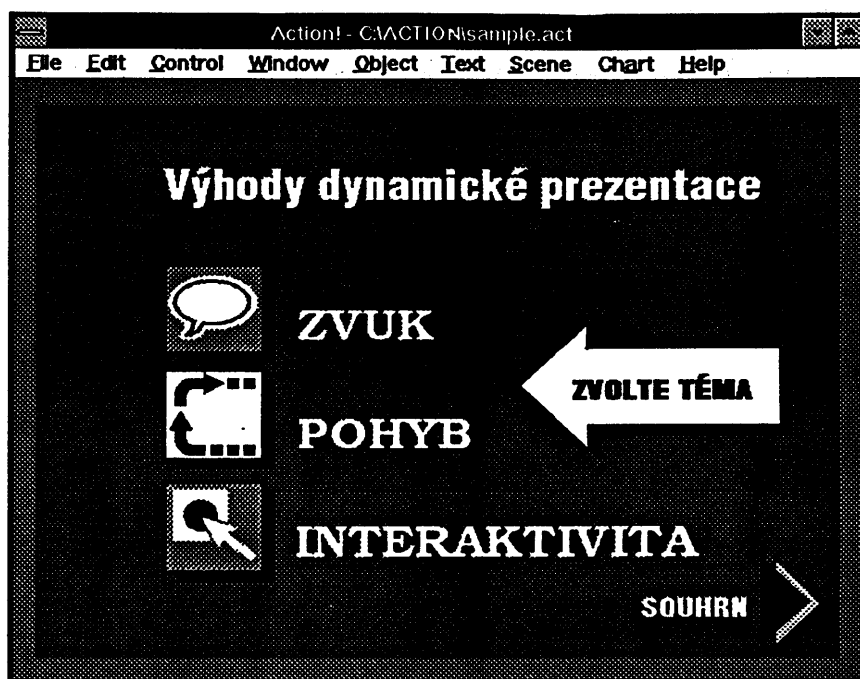 Action! - C:\ACTION\sample.act
File Edit Control Window Object Text Scene Chart Help
Výhody dynamické prezentace
ZVUK
ZVOLTE TÉMA
POHYB
INTERAKTIVITA
SOUHRN